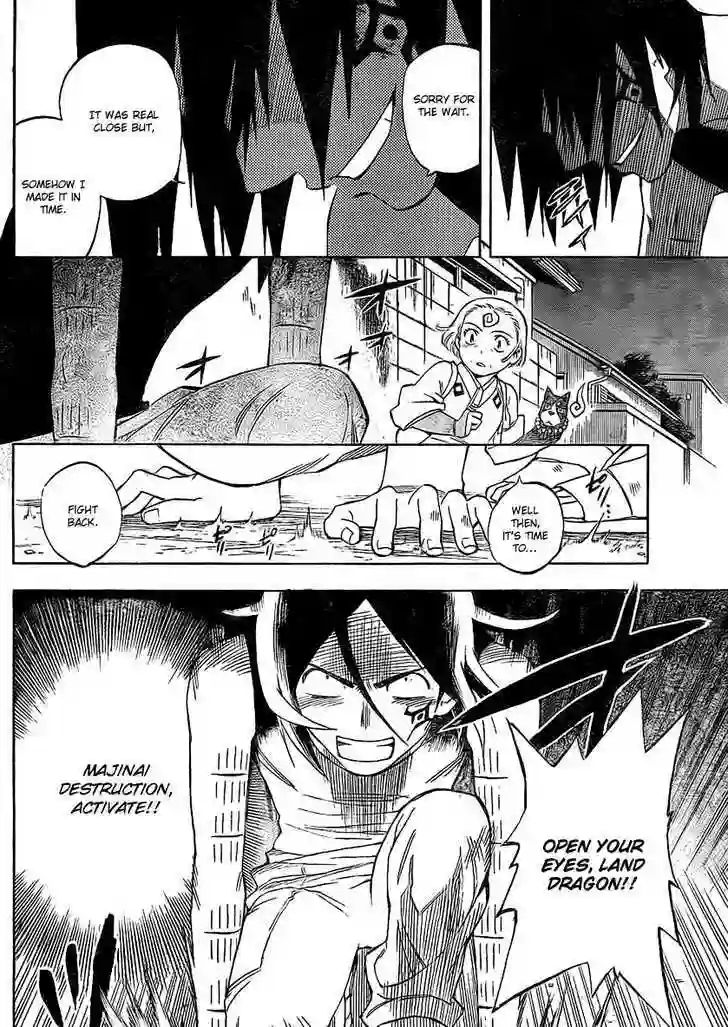 SORRY FOR
THE WAIT.
IT WAS REAL
CLOSE BUT,
SOMEHOW I
MADE IT IN
TIME.
WELL
THEN,
IT'S TIME
TO...
FIGHT
BACK.
OPEN YOUR
EYES, LAND
DRAGON!!
MAJINAI
DESTRUCTION,
ACTIVATE!!